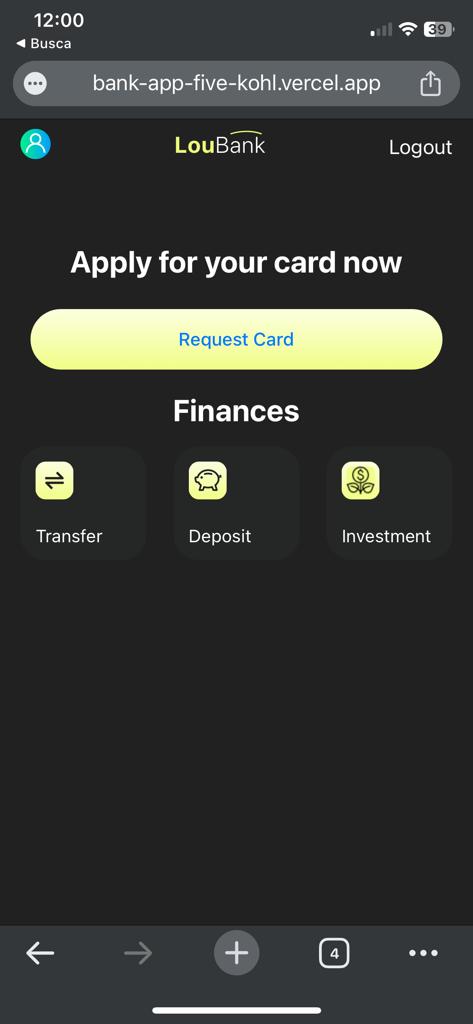 12:00
39
◀ Busca
bank-app-five-kohl.vercel.app
LouBank
Logout
Apply for your card now
Request Card
Finances
Transfer
Deposit
Investment
4